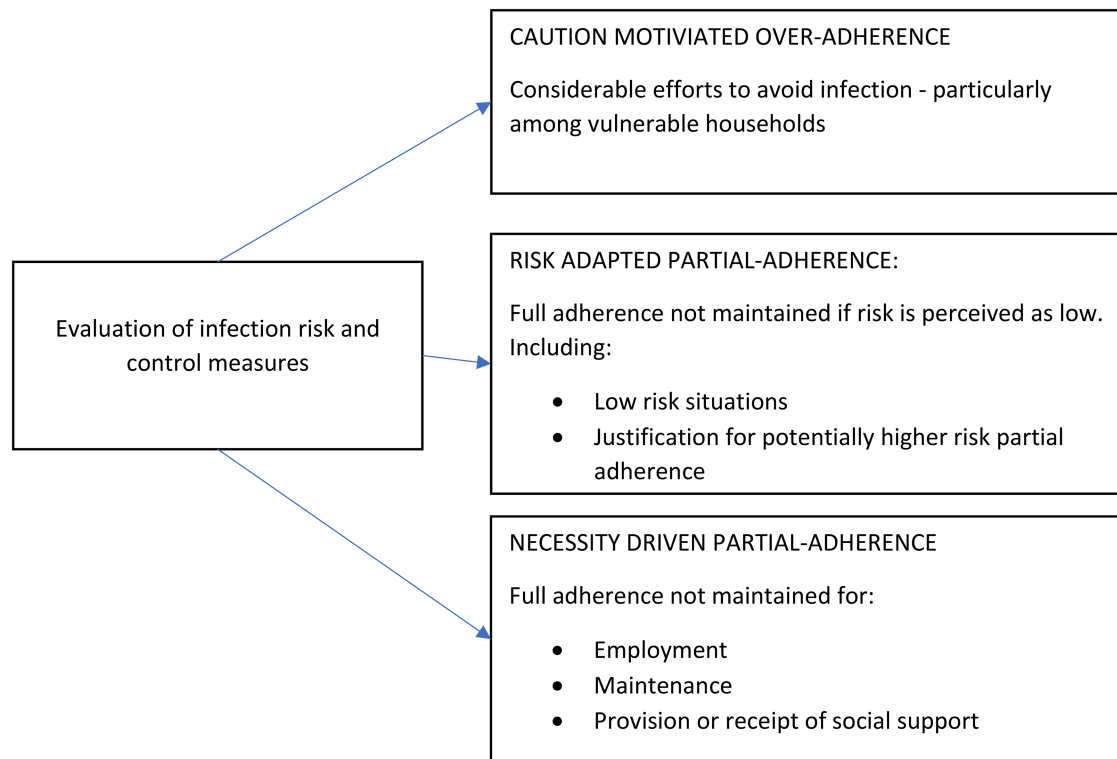 CAUTION MOTIVIATED OVER-ADHERENCE
Considerable efforts to avoid infection - particularly
among vulnerable households
Evaluation of infection risk and
control measures
RISK ADAPTED PARTIAL-ADHERENCE:
Full adherence not maintained if risk is perceived as low.
Including:
• Low risk situations
• Justification for potentially higher risk partial
adherence
NECESSITY DRIVEN PARTIAL-ADHERENCE
Full adherence not maintained for:
• Employment
• Maintenance
• Provision or receipt of social support